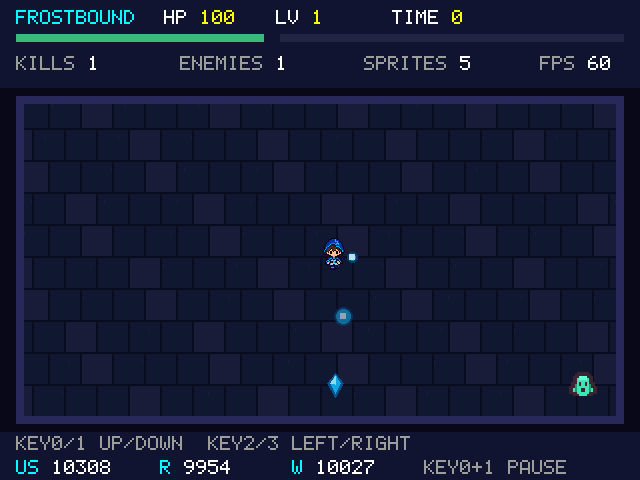 FROSTBOUND HP 100 LV 1 TIME 0
KILLS 1 ENEMIES 1 SPRITES 5 FPS 60
KEY0/1 UP/DOWN KEY2/3 LEFT/RIGHT
US 10308 R 9954 W 10027 KEY0+1 PAUSE